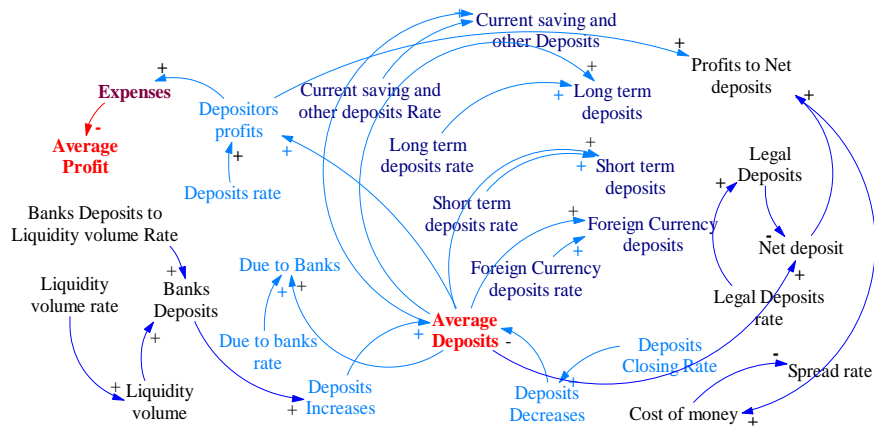 Current saving and
other Deposits
+
+
+
+
Profits to Net
deposits
+
Expenses
-
Average
Profit
Depositors
profits
+
+
Deposits rate
Current saving and
other deposits Rate
+
+
Long term
deposits
Long term
deposits rate
+
+
Short term
deposits
Short term
deposits rate
+
+
Foreign Currency
deposits
Foreign Currency
deposits rate
Legal
Deposits
+
-
Net deposit
+
Legal Deposits
rate
Banks Deposits to
Liquidity volume Rate
+
Banks
Deposits
+
Liquidity
volume rate
+
Liquidity
volume
Due to Banks
+
+
Due to banks
rate
Average
Deposits
+
-
+
Deposits
Increases
Deposits
Closing Rate
+
Deposits
Decreases
-
Spread rate
Cost of money
+